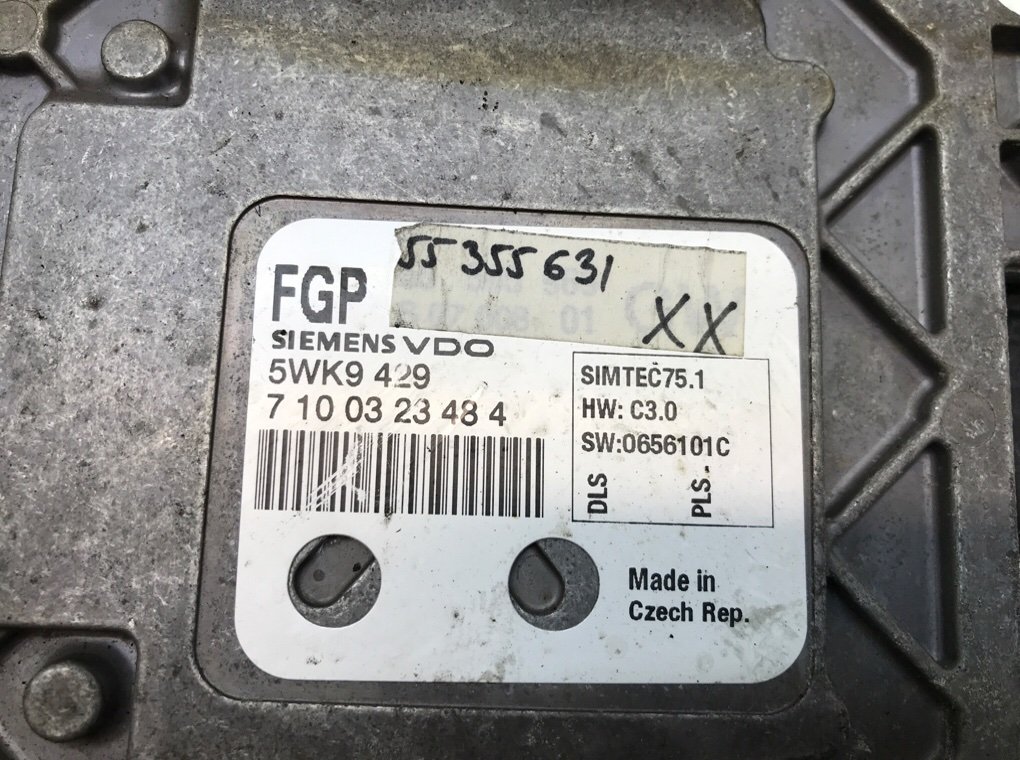 55 355 631
XX
FGP
SIEMENS VDO
5WK9 429
7 10 03 23 48 4
SIMTEC75.1
HW: C3.0
SW:0656101C
DLS
PLS.
Made in
Czech Rep.